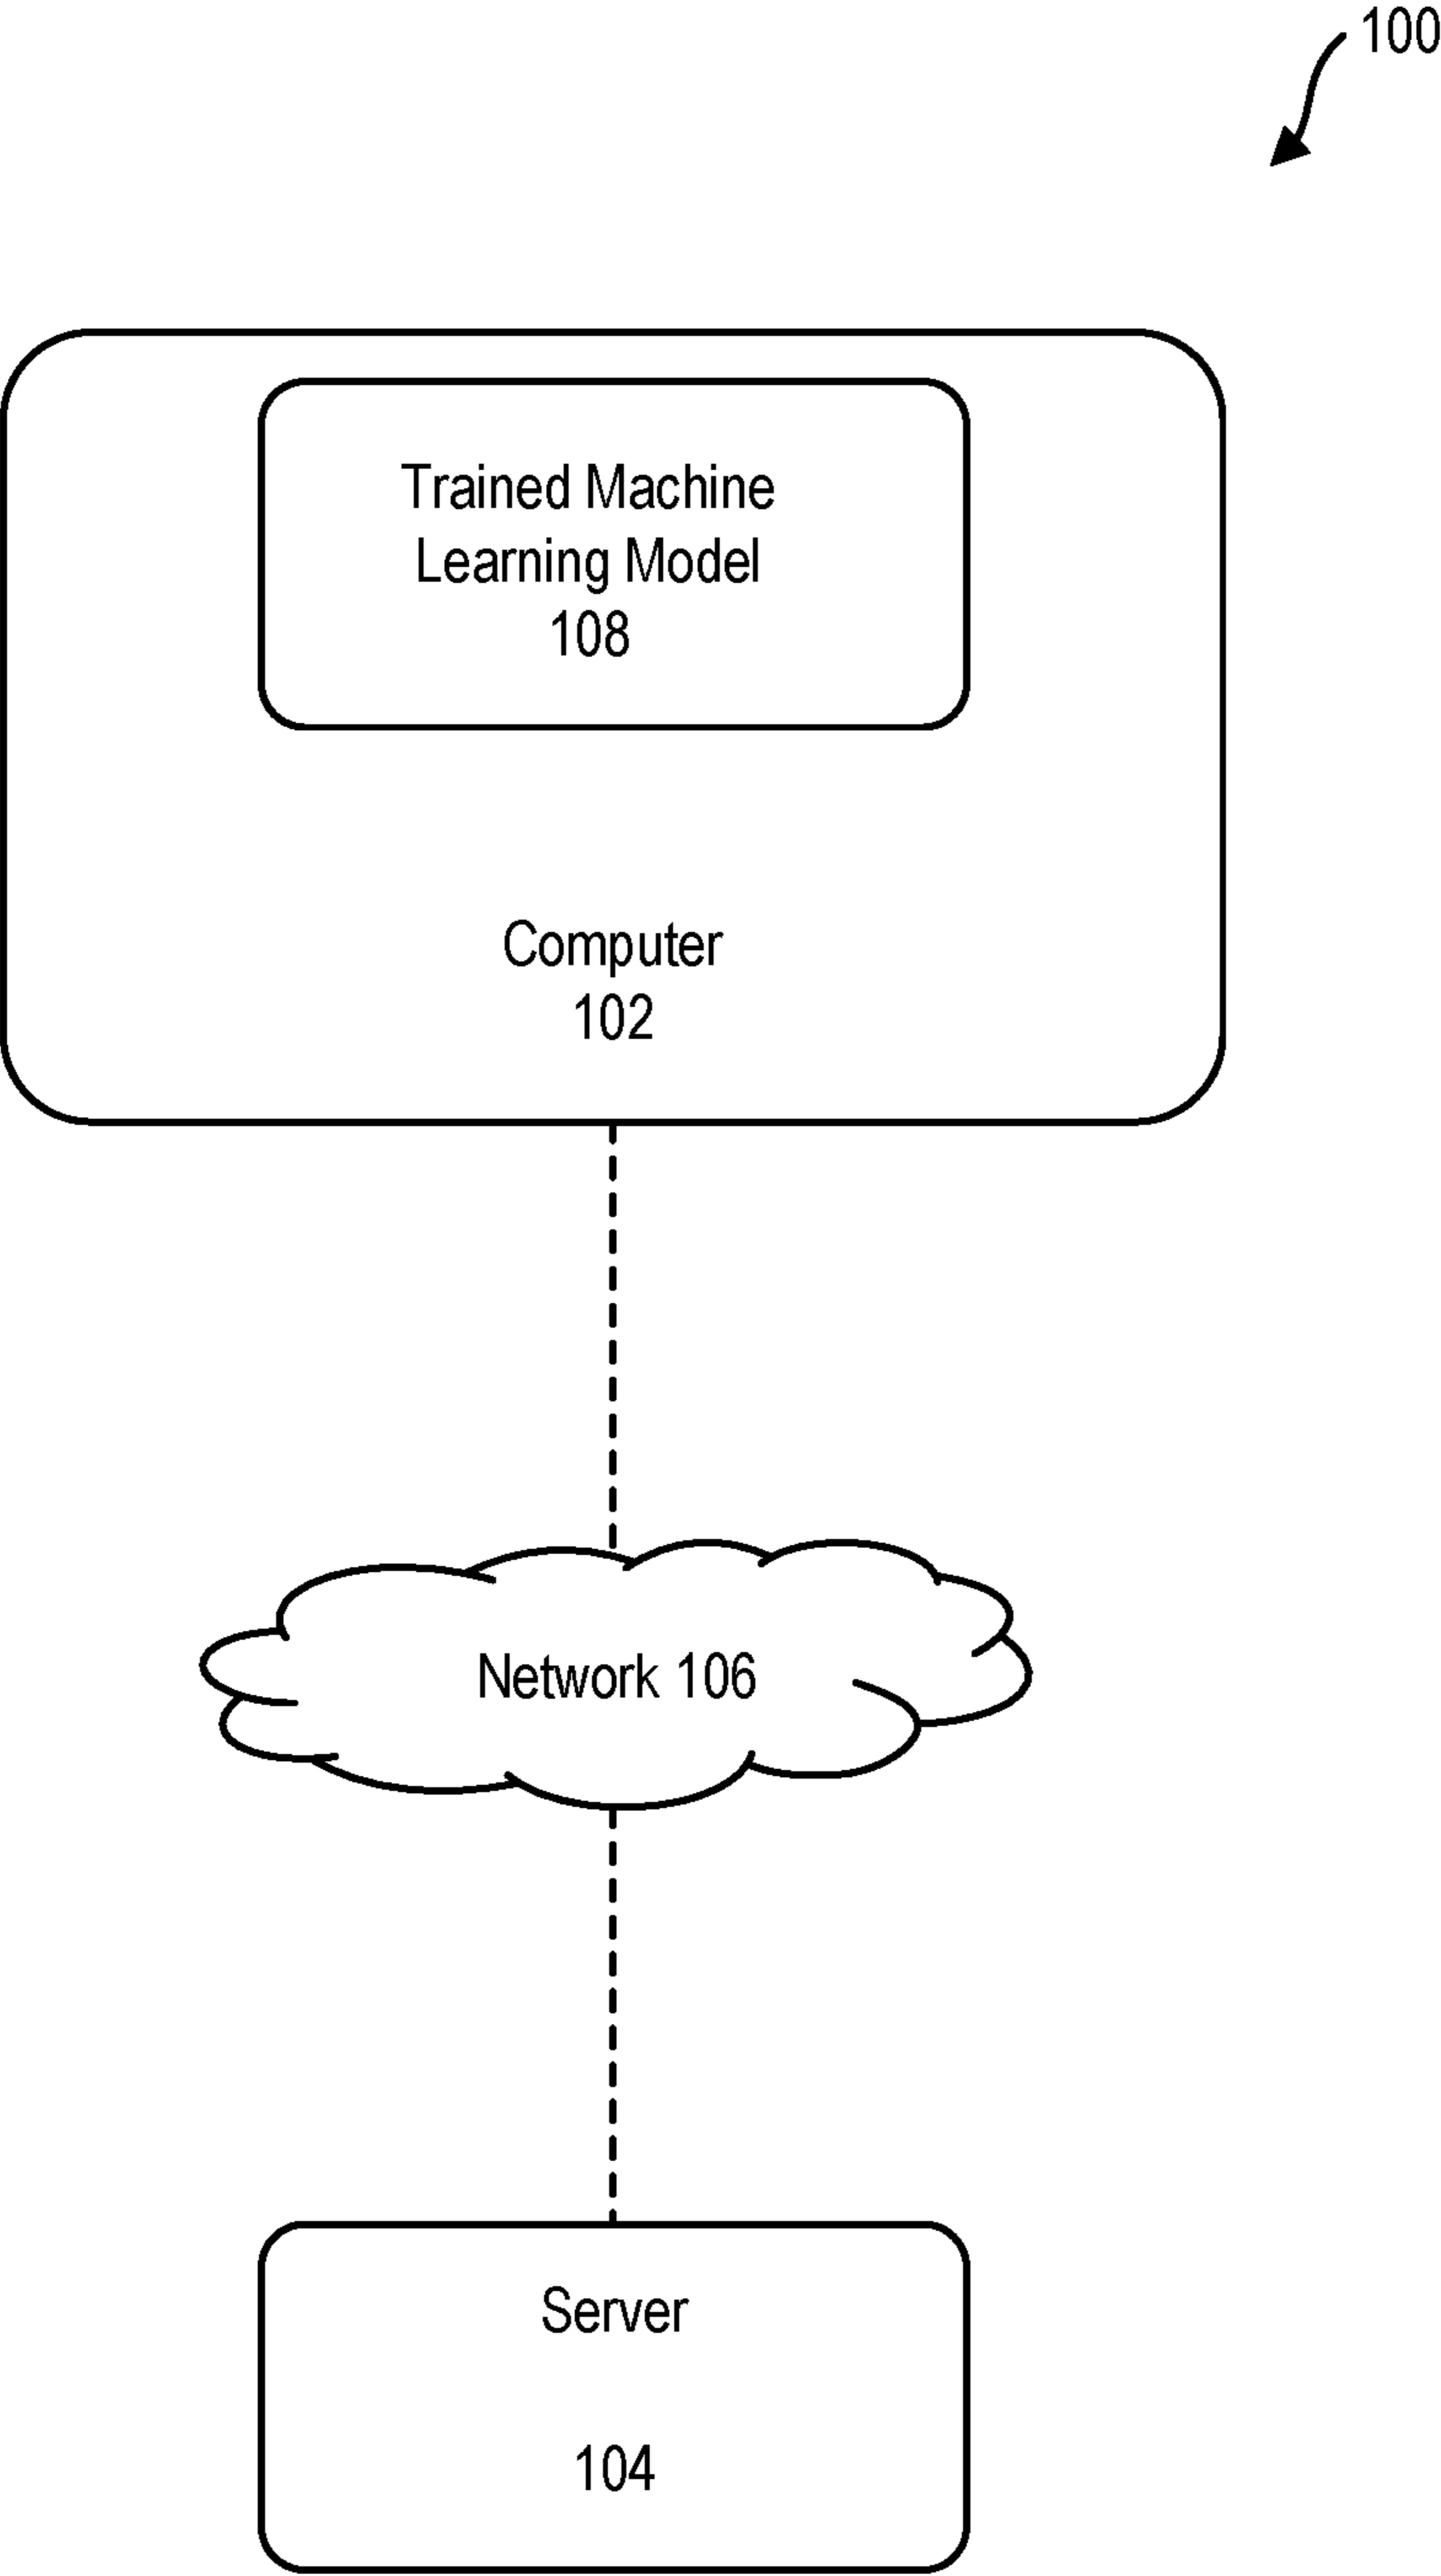 100
Trained Machine
Learning Model
108
Computer
102
Network 106
Server
104